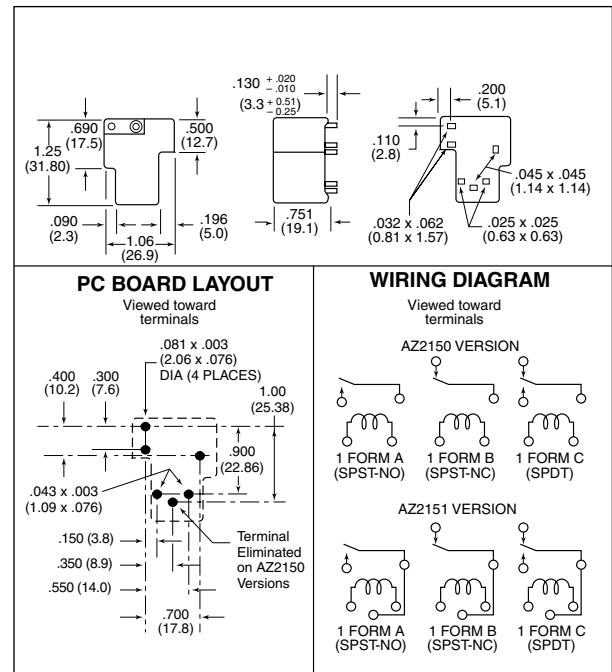 .130 + .020
− .010
(3.3 + 0.51)
− 0.25
.200
(5.1)
.690
(17.5)
.500
(12.7)
1.25
(31.80)
.110
(2.8)
.045 x .045
(1.14 x 1.14)
.090
(2.3)
.196
(5.0)
1.06
(26.9)
.751
(19.1)
.032 x .062
(0.81 x 1.57)
.025 x .025
(0.63 x 0.63)
PC BOARD LAYOUT
Viewed toward
terminals
.081 x .003
(2.06 x .076)
DIA (4 PLACES)
.400
(10.2)
.300
(7.6)
1.00
(25.38)
.900
(22.86)
.043 x .003
(1.09 x .076)
.150 (3.8)
.350 (8.9)
.550 (14.0)
.700
(17.8)
Terminal
Eliminated
on AZ2150
Versions
WIRING DIAGRAM
Viewed toward
terminals
AZ2150 VERSION
1 FORM A
(SPST-NO)
1 FORM B
(SPST-NC)
1 FORM C
(SPDT)
AZ2151 VERSION
1 FORM A
(SPST-NO)
1 FORM B
(SPST-NC)
1 FORM C
(SPDT)